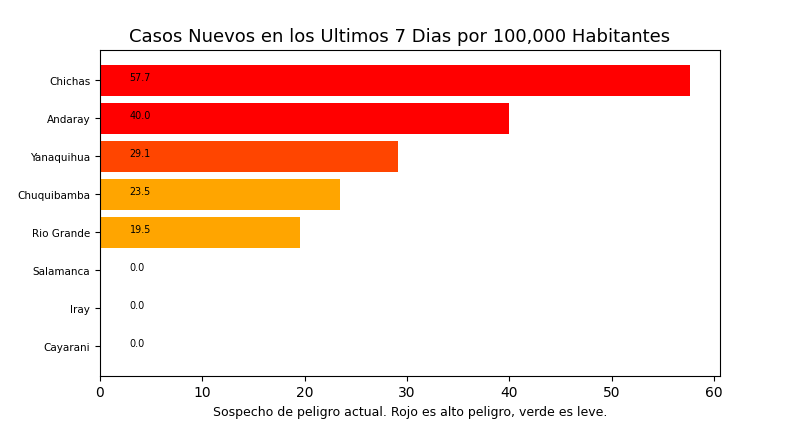 Casos Nuevos en los Ultimos 7 Dias por 100,000 Habitantes
Chichas 57.7
Andaray 40.0
Yanaquihua 29.1
Chuquibamba 23.5
Rio Grande 19.5
Salamanca 0.0
Iray 0.0
Cayarani 0.0
0 10 20 30 40 50 60
Sospecho de peligro actual. Rojo es alto peligro, verde es leve.